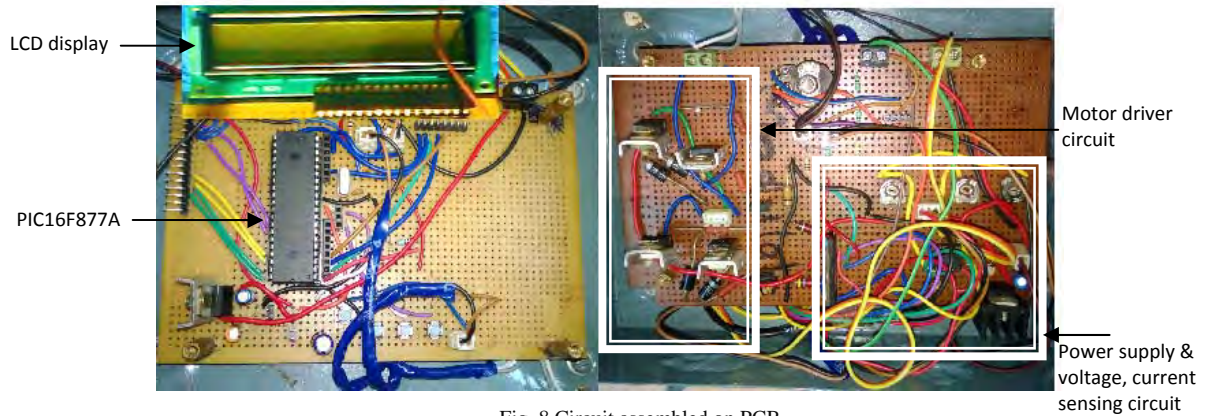 LCD display
PIC16F877A
Motor driver
circuit
Power supply &
voltage, current
sensing circuit
Fig. 8 Circuit assembled on PCB